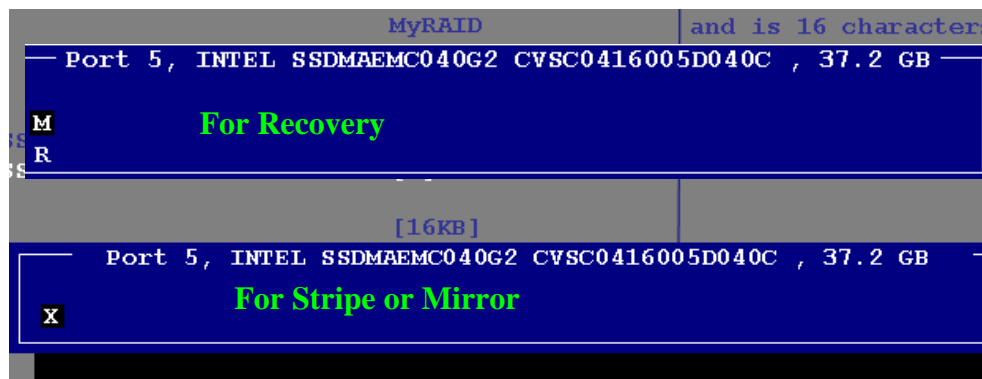 MyRAID and is 16 characters
Port 5, INTEL SSDMAEMC040G2 CVSC0416005D040C , 37.2 GB
M For Recovery
R
[16KB]
Port 5, INTEL SSDMAEMC040G2 CVSC0416005D040C , 37.2 GB
For Stripe or Mirror
X